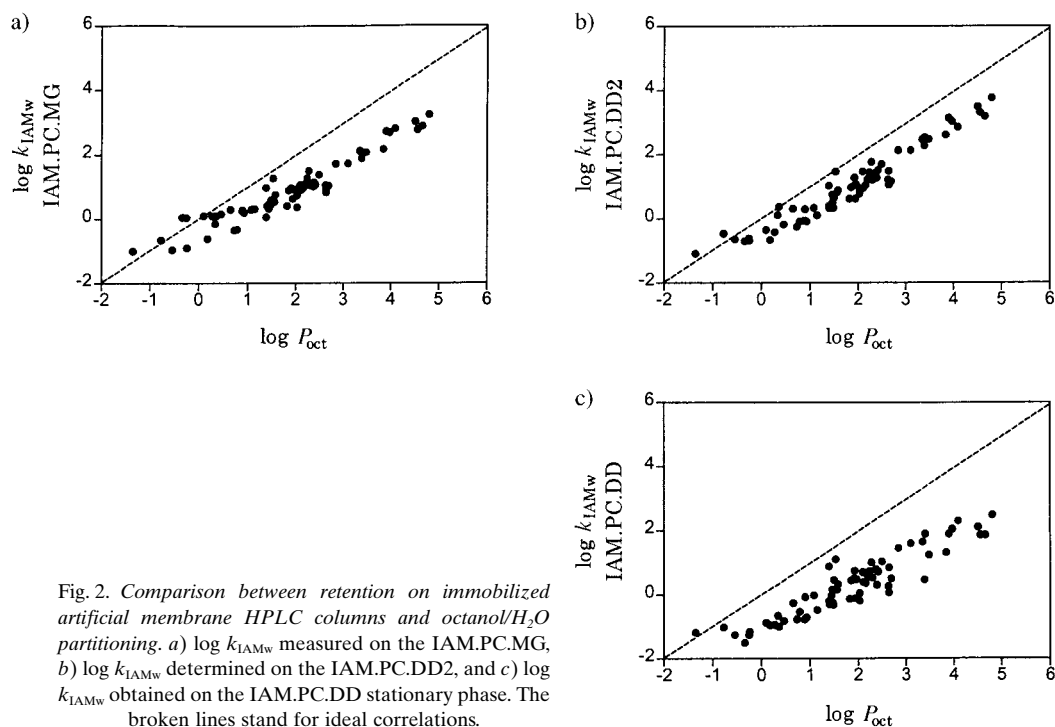 a)
6
4
2
0
-2
-2 -1 0 1 2 3 4 5 6
log k_IAMw
IAM.PC.MG
log P_oct
b)
6
4
2
0
-2
-2 -1 0 1 2 3 4 5 6
log k_IAMw
IAM.PC.DD2
log P_oct
c)
6
4
2
0
-2
-2 -1 0 1 2 3 4 5 6
log k_IAMw
IAM.PC.DD
log P_oct
Fig. 2. Comparison between retention on immobilized
artificial membrane HPLC columns and octanol/H₂O
partitioning. a) log k_IAMw measured on the IAM.PC.MG,
b) log k_IAMw determined on the IAM.PC.DD2, and c) log
k_IAMw obtained on the IAM.PC.DD stationary phase. The
broken lines stand for ideal correlations.